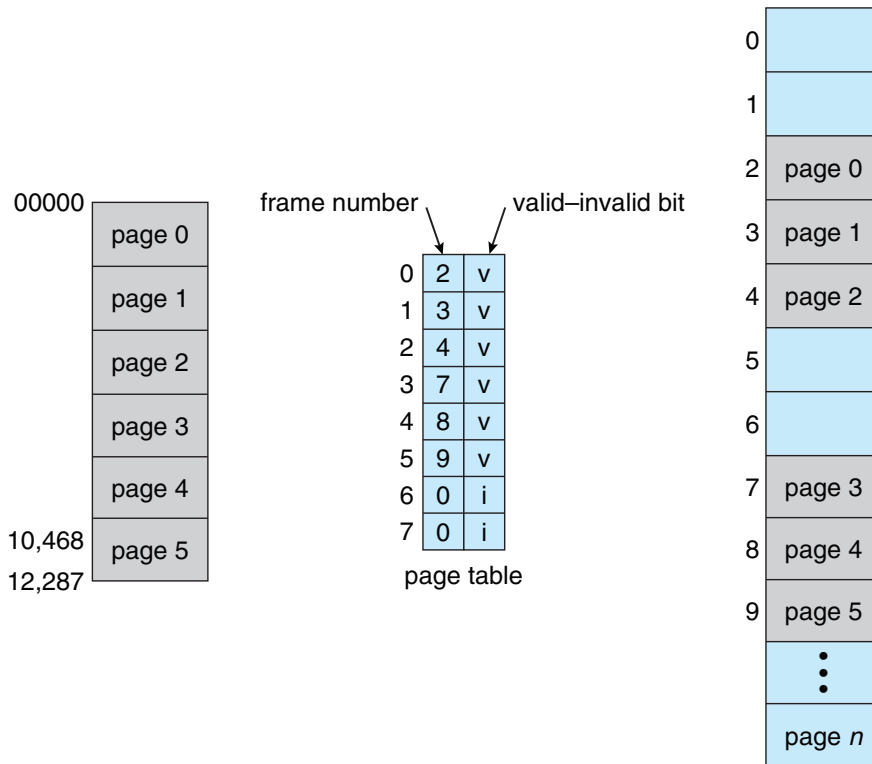 00000
page 0
page 1
page 2
page 3
page 4
10,468
page 5
12,287
frame number
valid–invalid bit
0 2 v
1 3 v
2 4 v
3 7 v
4 8 v
5 9 v
6 0 i
7 0 i
page table
0
1
2 page 0
3 page 1
4 page 2
5
6
7 page 3
8 page 4
9 page 5
page n